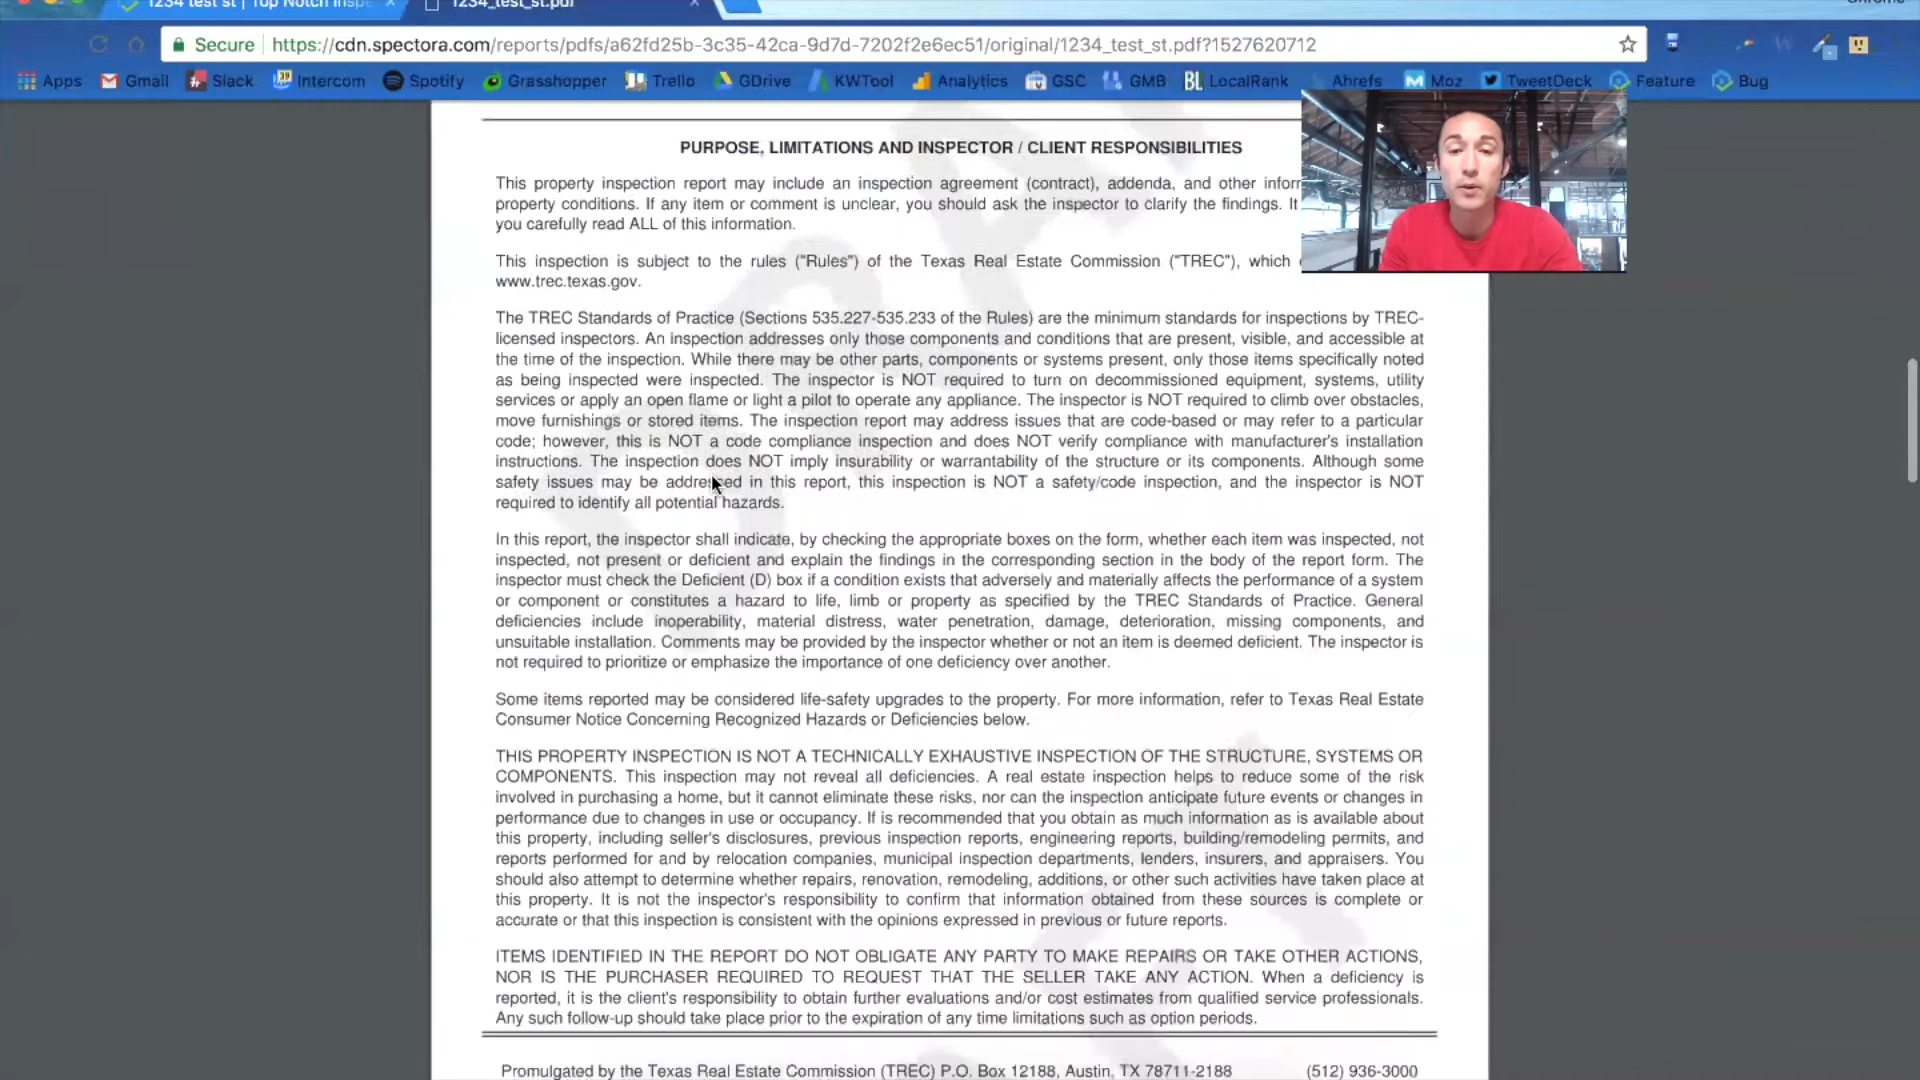 1234 test st | Top Notch Inspe
1234_test_st.pdf
Secure https://cdn.spectora.com/reports/pdfs/a62fd25b-3c35-42ca-9d7d-7202f2e6ec51/original/1234_test_st.pdf?1527620712
Apps Gmail Slack Intercom Spotify Grasshopper Trello GDrive KWTool Analytics GSC GMB LocalRank Ahrefs Moz TweetDeck Feature Bug
PURPOSE, LIMITATIONS AND INSPECTOR / CLIENT RESPONSIBILITIES
This property inspection report may include an inspection agreement (contract), addenda, and other infor
property conditions. If any item or comment is unclear, you should ask the inspector to clarify the findings. It
you carefully read ALL of this information.
This inspection is subject to the rules ("Rules") of the Texas Real Estate Commission ("TREC"), which
www.trec.texas.gov.
The TREC Standards of Practice (Sections 535.227-535.233 of the Rules) are the minimum standards for inspections by TREC-
licensed inspectors. An inspection addresses only those components and conditions that are present, visible, and accessible at
the time of the inspection. While there may be other parts, components or systems present, only those items specifically noted
as being inspected were inspected. The inspector is NOT required to turn on decommissioned equipment, systems, utility
services or apply an open flame or light a pilot to operate any appliance. The inspector is NOT required to climb over obstacles,
move furnishings or stored items. The inspection report may address issues that are code-based or may refer to a particular
code; however, this is NOT a code compliance inspection and does NOT verify compliance with manufacturer's installation
instructions. The inspection does NOT imply insurability or warrantability of the structure or its components. Although some
safety issues may be addressed in this report, this inspection is NOT a safety/code inspection, and the inspector is NOT
required to identify all potential hazards.
In this report, the inspector shall indicate, by checking the appropriate boxes on the form, whether each item was inspected, not
inspected, not present or deficient and explain the findings in the corresponding section in the body of the report form. The
inspector must check the Deficient (D) box if a condition exists that adversely and materially affects the performance of a system
or component or constitutes a hazard to life, limb or property as specified by the TREC Standards of Practice. General
deficiencies include inoperability, material distress, water penetration, damage, deterioration, missing components, and
unsuitable installation. Comments may be provided by the inspector whether or not an item is deemed deficient. The inspector is
not required to prioritize or emphasize the importance of one deficiency over another.
Some items reported may be considered life-safety upgrades to the property. For more information, refer to Texas Real Estate
Consumer Notice Concerning Recognized Hazards or Deficiencies below.
THIS PROPERTY INSPECTION IS NOT A TECHNICALLY EXHAUSTIVE INSPECTION OF THE STRUCTURE, SYSTEMS OR
COMPONENTS. This inspection may not reveal all deficiencies. A real estate inspection helps to reduce some of the risk
involved in purchasing a home, but it cannot eliminate these risks, nor can the inspection anticipate future events or changes in
performance due to changes in use or occupancy. If is recommended that you obtain as much information as is available about
this property, including seller's disclosures, previous inspection reports, engineering reports, building/remodeling permits, and
reports performed for and by relocation companies, municipal inspection departments, lenders, insurers, and appraisers. You
should also attempt to determine whether repairs, renovation, remodeling, additions, or other such activities have taken place at
this property. It is not the inspector's responsibility to confirm that information obtained from these sources is complete or
accurate or that this inspection is consistent with the opinions expressed in previous or future reports.
ITEMS IDENTIFIED IN THE REPORT DO NOT OBLIGATE ANY PARTY TO MAKE REPAIRS OR TAKE OTHER ACTIONS,
NOR IS THE PURCHASER REQUIRED TO REQUEST THAT THE SELLER TAKE ANY ACTION. When a deficiency is
reported, it is the client's responsibility to obtain further evaluations and/or cost estimates from qualified service professionals.
Any such follow-up should take place prior to the expiration of any time limitations such as option periods.
Promulgated by the Texas Real Estate Commission (TREC) P.O. Box 12188, Austin, TX 78711-2188 (512) 936-3000